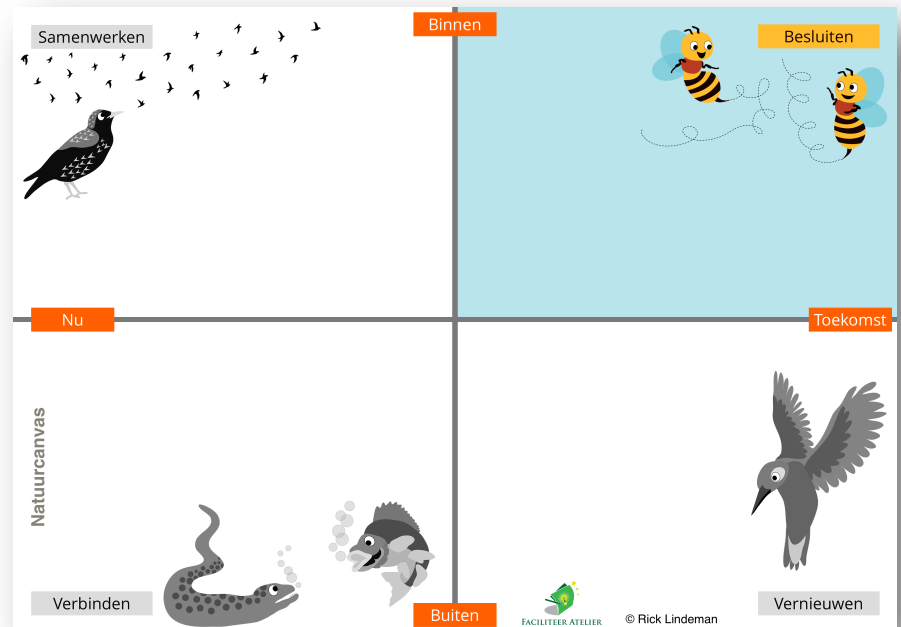 Samenwerken
Binnen
Besluiten
Nu
Toekomst
Natuurcanvas
Verbinden
Buiten
FACILITEER ATELIER
© Rick Lindeman
Vernieuwen